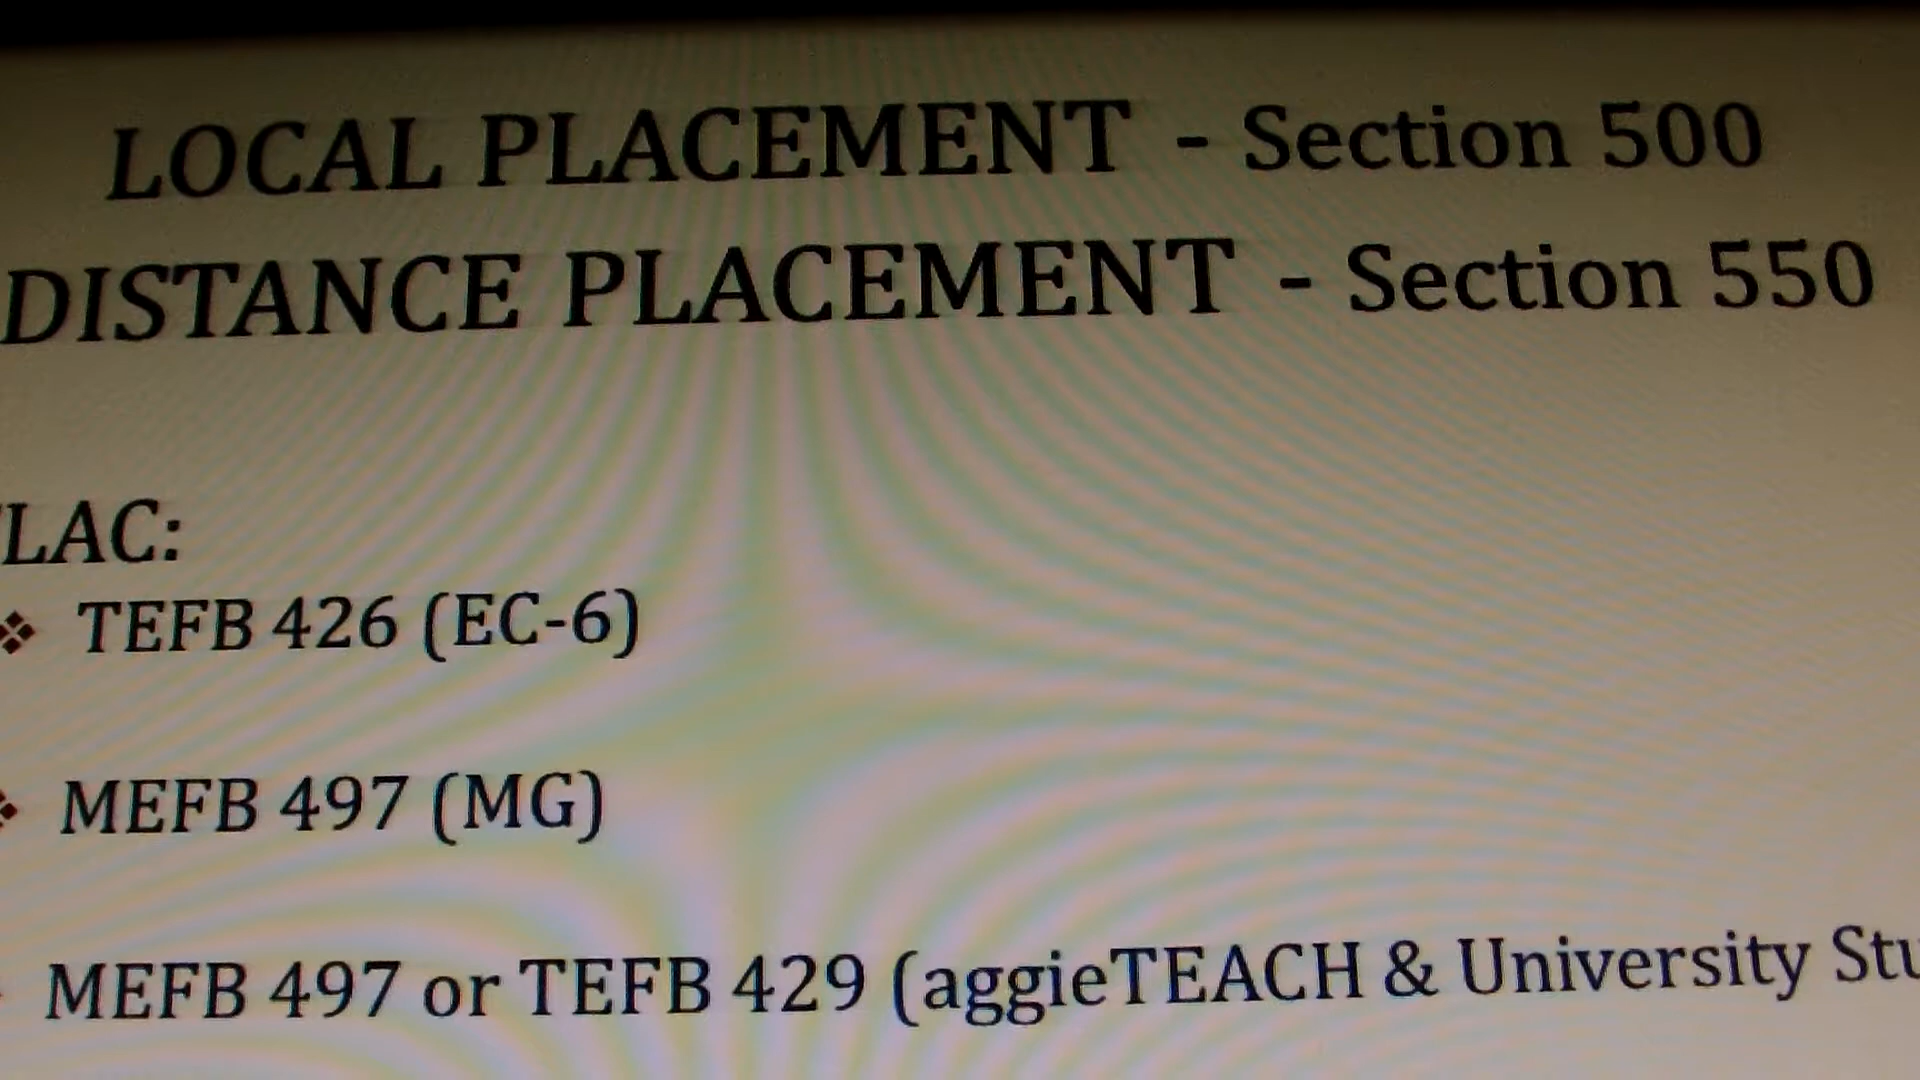 LOCAL PLACEMENT - Section 500
DISTANCE PLACEMENT - Section 550
LAC:
❖ TEFB 426 (EC-6)
❖ MEFB 497 (MG)
MEFB 497 or TEFB 429 (aggieTEACH & University